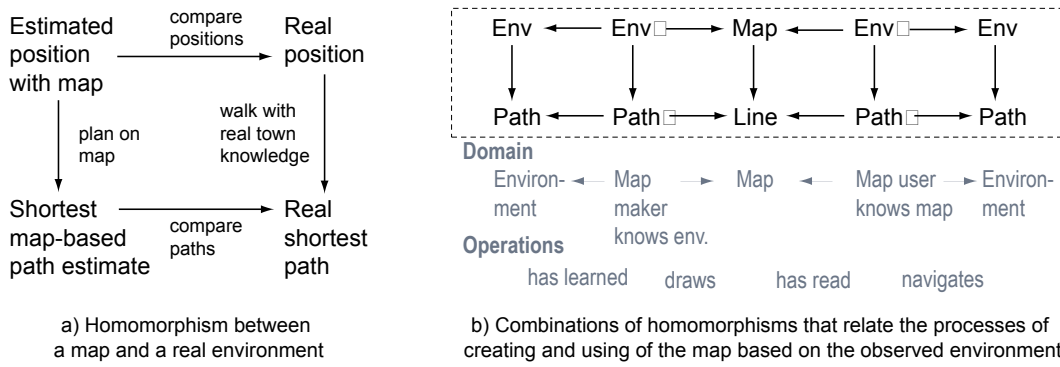 Estimated
position
with map
compare
positions
Real
position
plan on
map
walk with
real town
knowledge
Shortest
map-based
path estimate
compare
paths
Real
shortest
path
a) Homomorphism between
a map and a real environment
Env Env□ Map Env□ Env
Path Path□ Line Path□ Path
Domain
Environ-
ment
Map
maker
knows env.
Map
Map user
knows map
Environ-
ment
Operations
has learned draws has read navigates
b) Combinations of homomorphisms that relate the processes of
creating and using of the map based on the observed environment